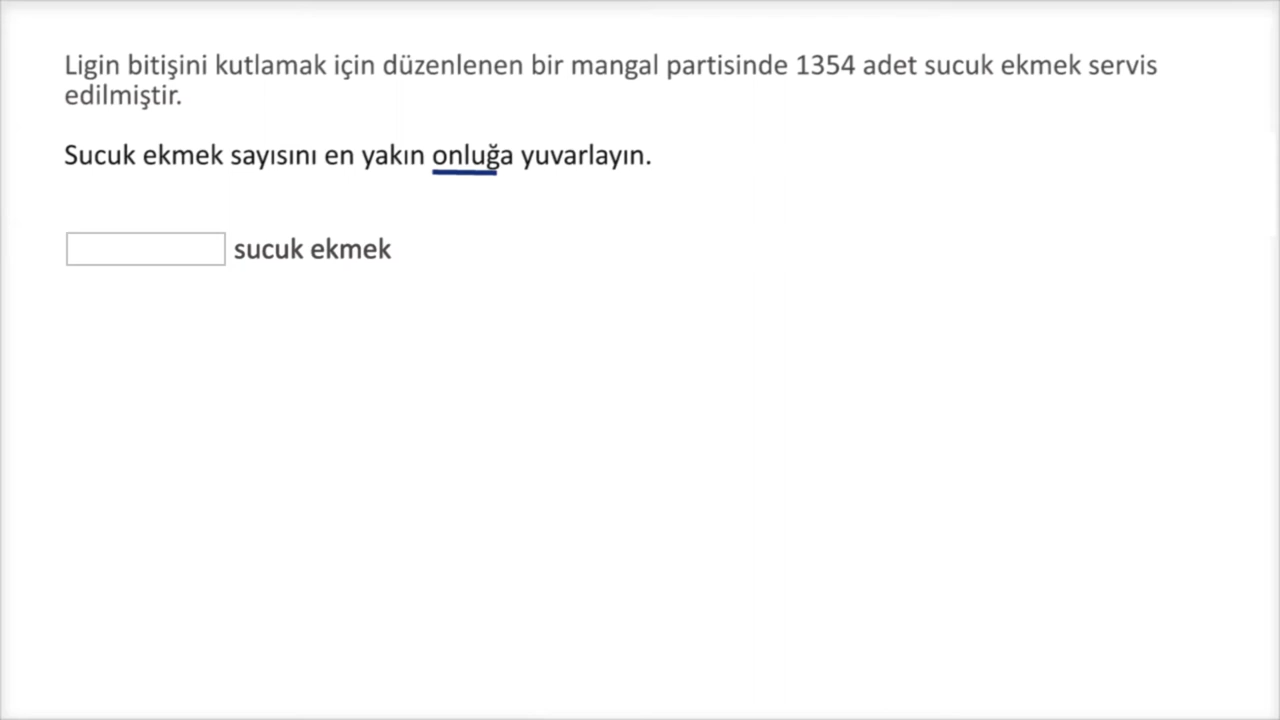 Ligin bitişini kutlamak için düzenlenen bir mangal partisinde 1354 adet sucuk ekmek servis
edilmiştir.
Sucuk ekmek sayısını en yakın onluğa yuvarlayın.
sucuk ekmek